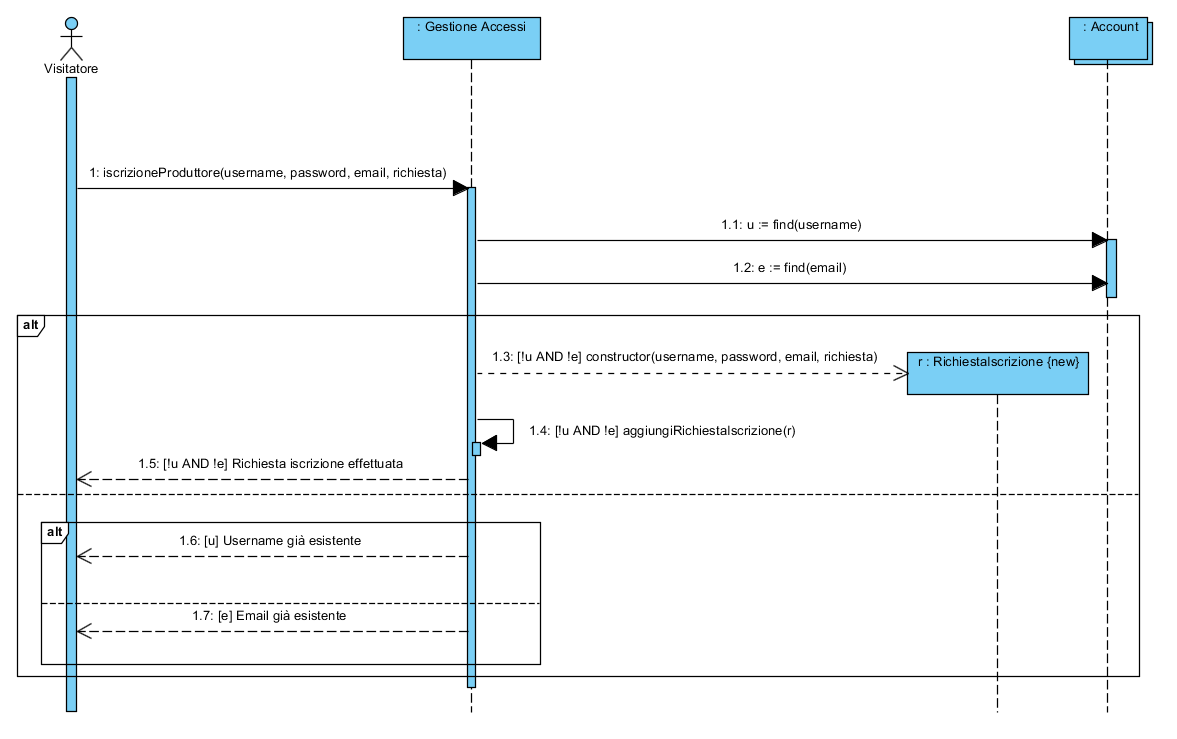 : Gestione Accessi
: Account
Visitatore
1: iscrizioneProduttore(username, password, email, richiesta)
1.1: u := find(username)
1.2: e := find(email)
alt
1.3: [!u AND !e] constructor(username, password, email, richiesta)
r : RichiestaIscrizione {new}
1.4: [!u AND !e] aggiungiRichiestaIscrizione(r)
1.5: [!u AND !e] Richiesta iscrizione effettuata
alt
1.6: [u] Username già esistente
1.7: [e] Email già esistente